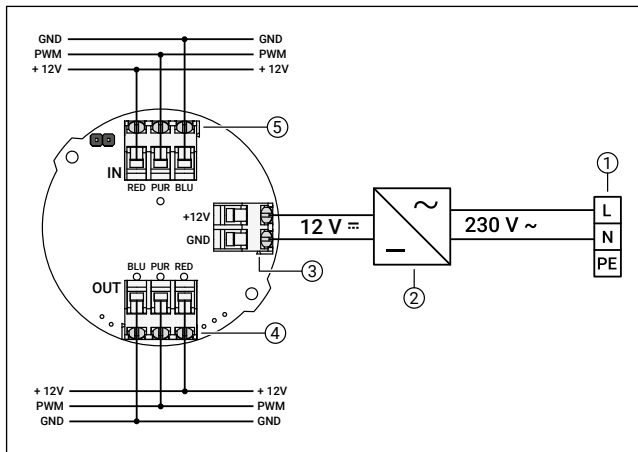 GND GND
PWM PWM
+ 12V + 12V
5
IN
RED PUR BLU
1
+12V
GND
12 V ⎓
230 V ~
L
N
PE
~
–
3
2
BLU PUR RED
OUT
4
+ 12V + 12V
PWM PWM
GND GND